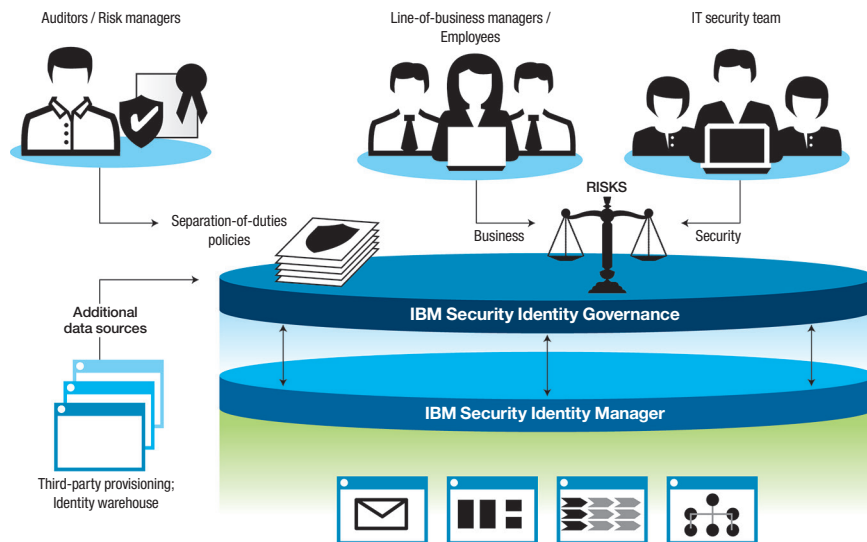 Auditors / Risk managers
Line-of-business managers /
Employees
IT security team
RISKS
Separation-of-duties
policies
Business
Security
Additional
data sources
IBM Security Identity Governance
IBM Security Identity Manager
Third-party provisioning;
Identity warehouse